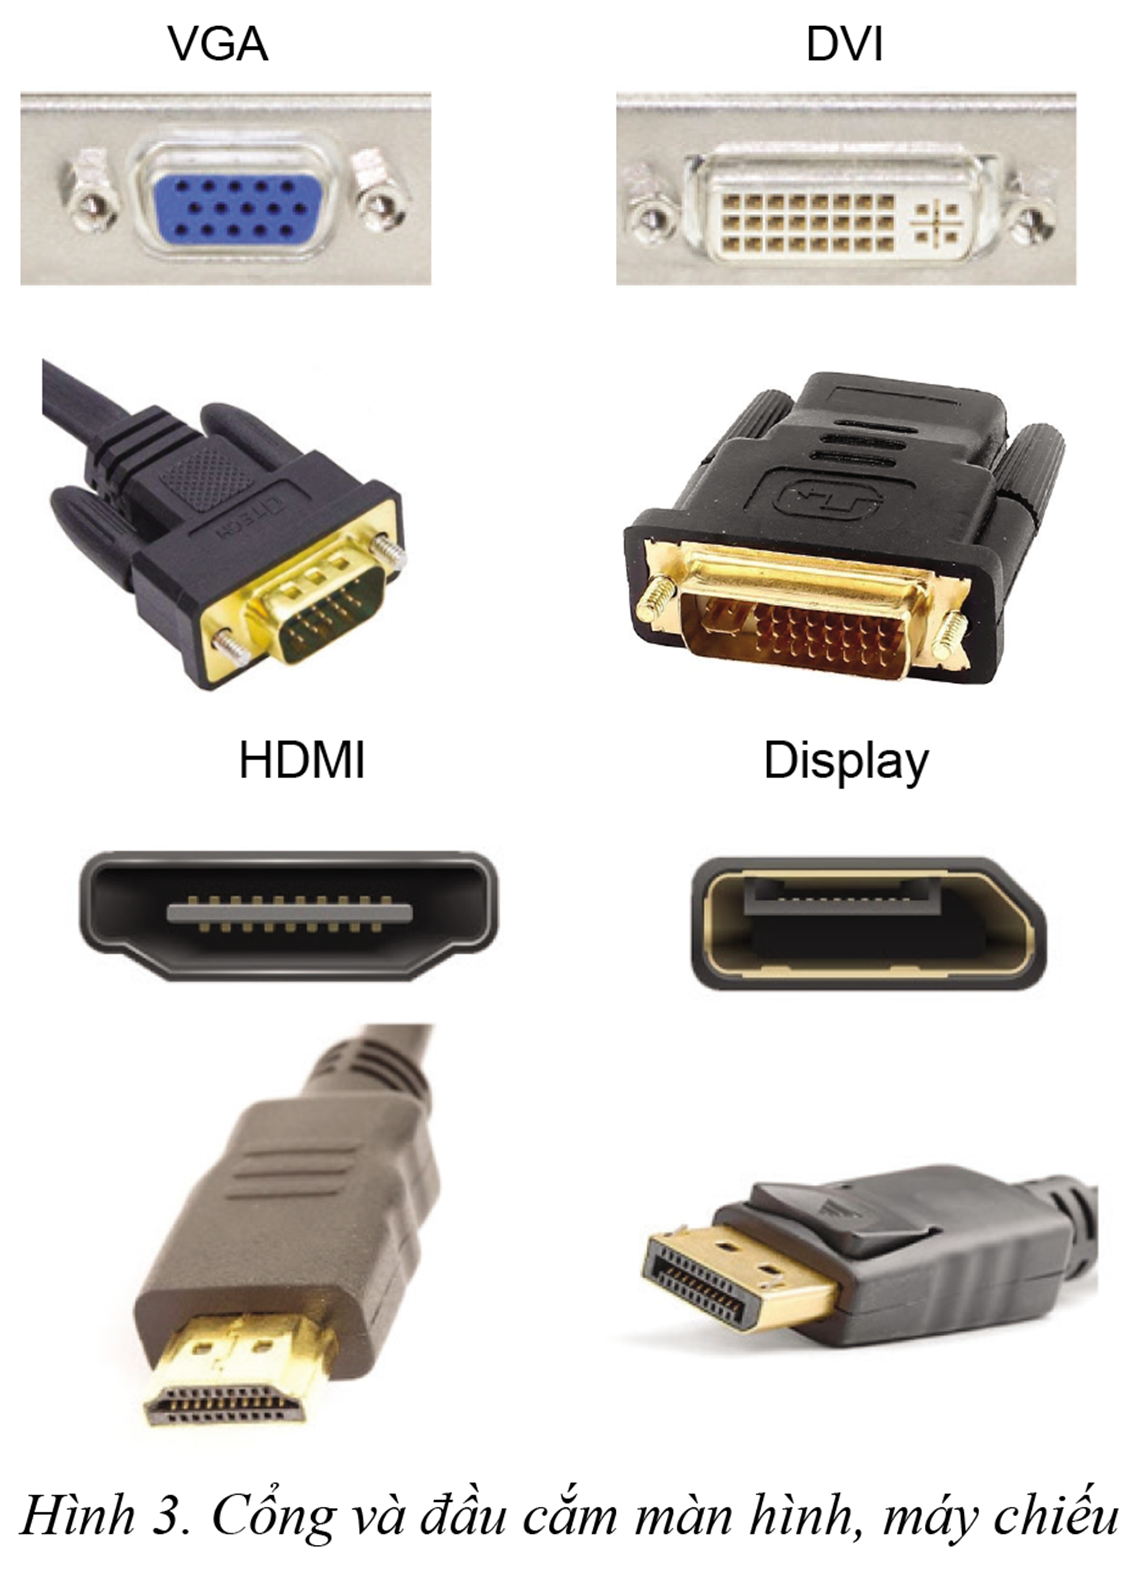 VGA
DVI
HDMI
Display
Hình 3. Cổng và đầu cắm màn hình, máy chiếu